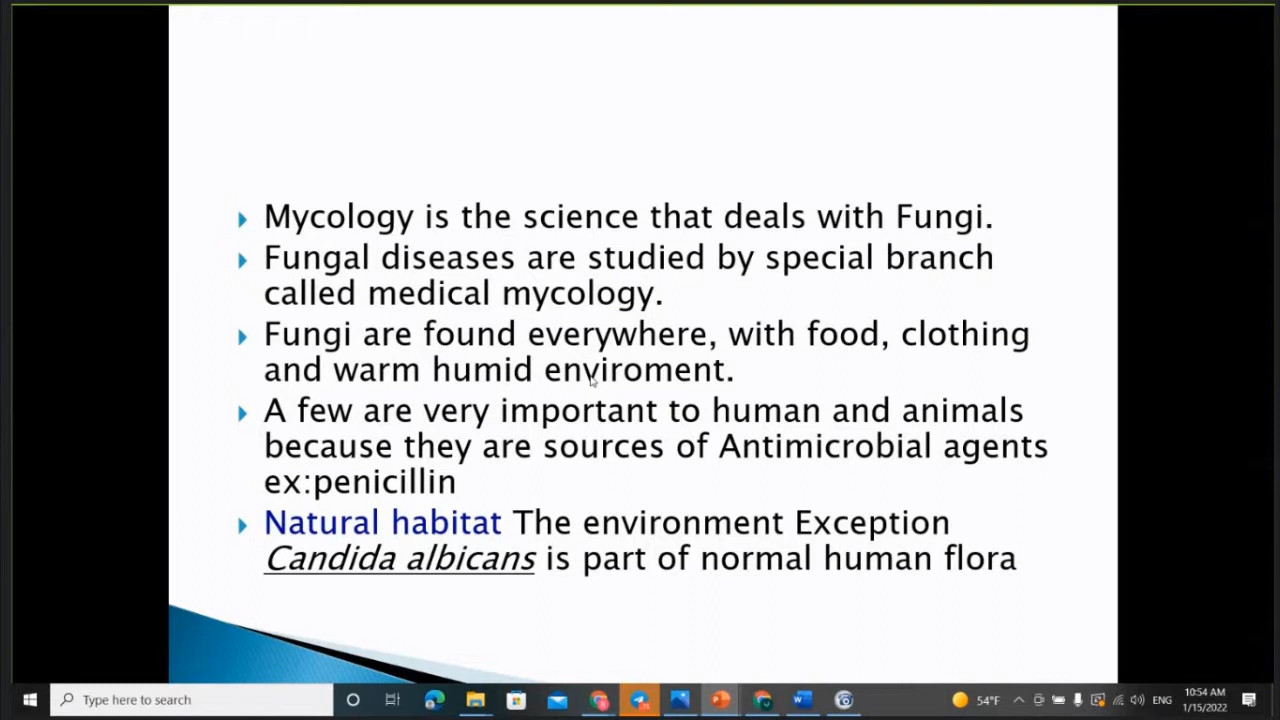 Mycology is the science that deals with Fungi.
Fungal diseases are studied by special branch
called medical mycology.
Fungi are found everywhere, with food, clothing
and warm humid enviroment.
A few are very important to human and animals
because they are sources of Antimicrobial agents
ex:penicillin
Natural habitat The environment Exception
Candida albicans is part of normal human flora
Type here to search
54°F
ENG
10:54 AM
1/15/2022